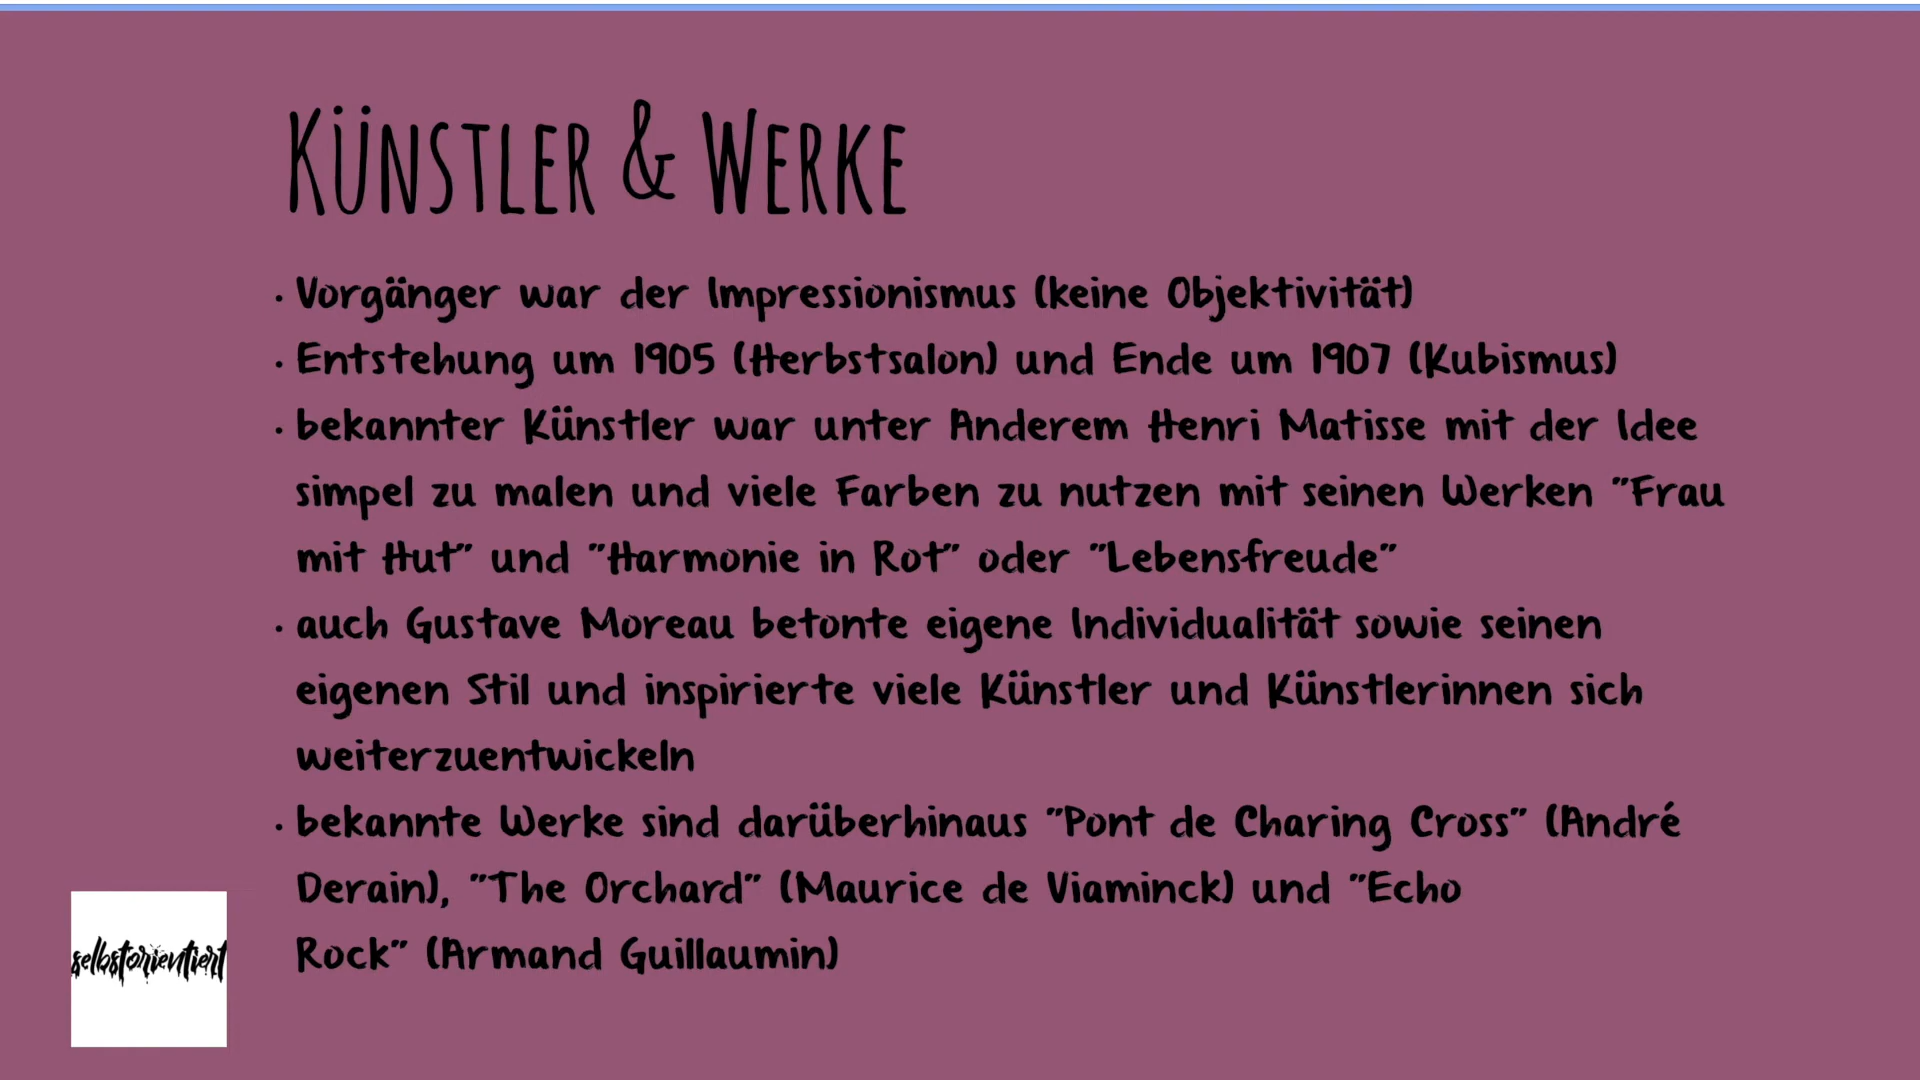 KÜNSTLER & WERKE
• Vorgänger war der Impressionismus (keine Objektivität)
• Entstehung um 1905 (Herbstsalon) und Ende um 1907 (Kubismus)
• bekannter Künstler war unter Anderem Henri Matisse mit der Idee
simpel zu malen und viele Farben zu nutzen mit seinen Werken "Frau
mit Hut" und "Harmonie in Rot" oder "Lebensfreude"
• auch Gustave Moreau betonte eigene Individualität sowie seinen
eigenen Stil und inspirierte viele Künstler und Künstlerinnen sich
weiterzuentwickeln
• bekannte Werke sind darüberhinaus "Pont de Charing Cross" (André
Derain), "The Orchard" (Maurice de Viaminck) und "Echo
Rock" (Armand Guillaumin)
selbstorientiert